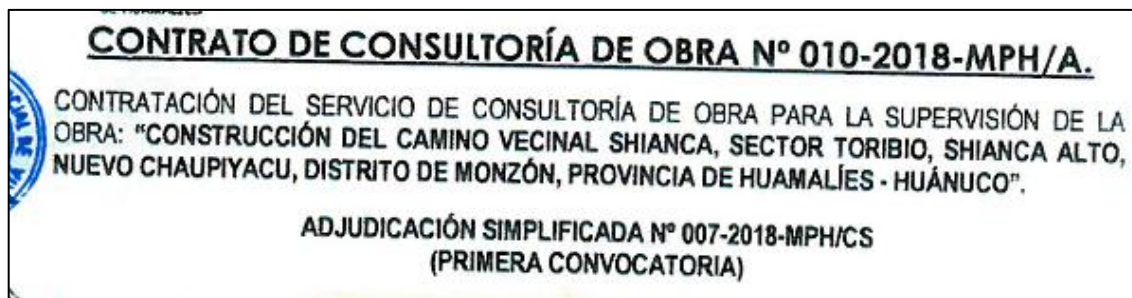 DE HUAMALÍES
CONTRATO DE CONSULTORÍA DE OBRA Nº 010-2018-MPH/A.
CONTRATACIÓN DEL SERVICIO DE CONSULTORÍA DE OBRA PARA LA SUPERVISIÓN DE LA
OBRA: "CONSTRUCCIÓN DEL CAMINO VECINAL SHIANCA, SECTOR TORIBIO, SHIANCA ALTO,
NUEVO CHAUPIYACU, DISTRITO DE MONZÓN, PROVINCIA DE HUAMALÍES - HUÁNUCO".
ADJUDICACIÓN SIMPLIFICADA Nº 007-2018-MPH/CS
(PRIMERA CONVOCATORIA)